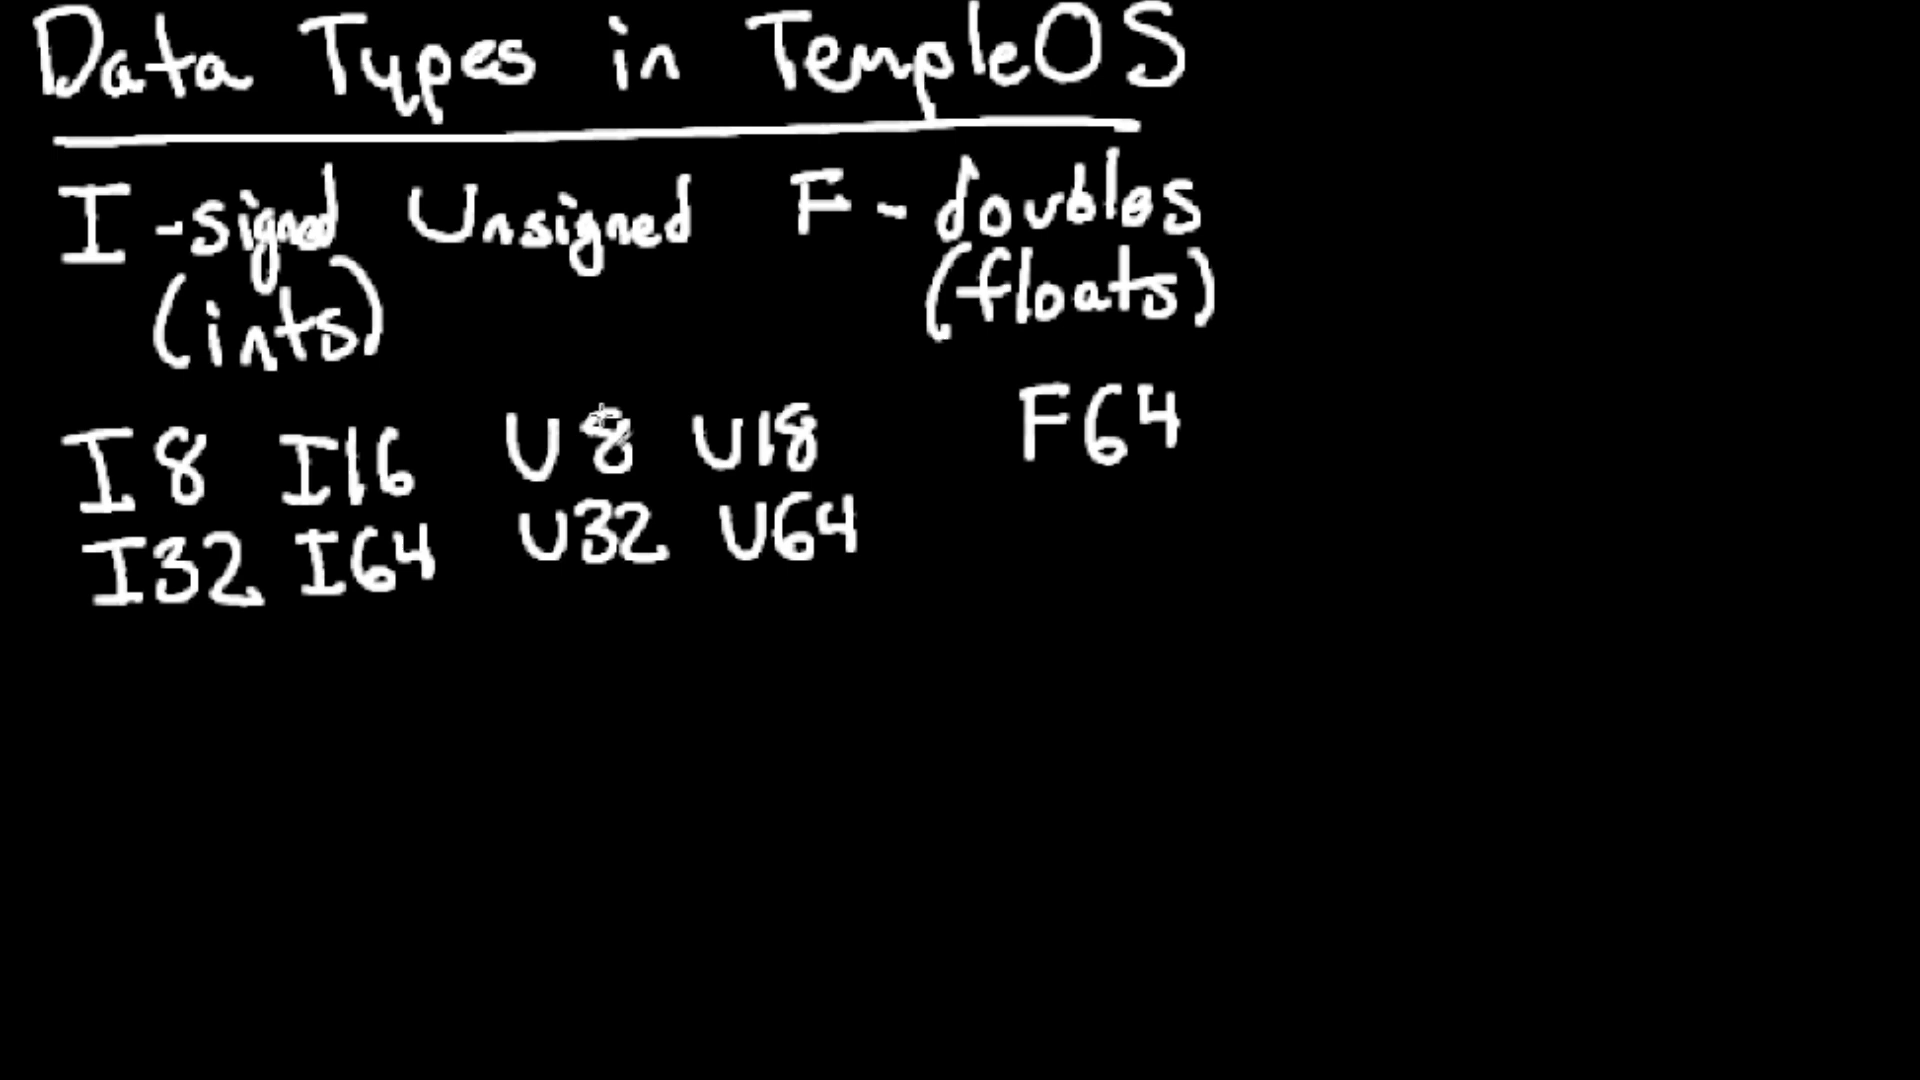 Data Types in TempleOS
I - signed Unsigned F - doubles
(ints) (floats)
I8 I16 U8 U18 F64
I32 I64 U32 U64